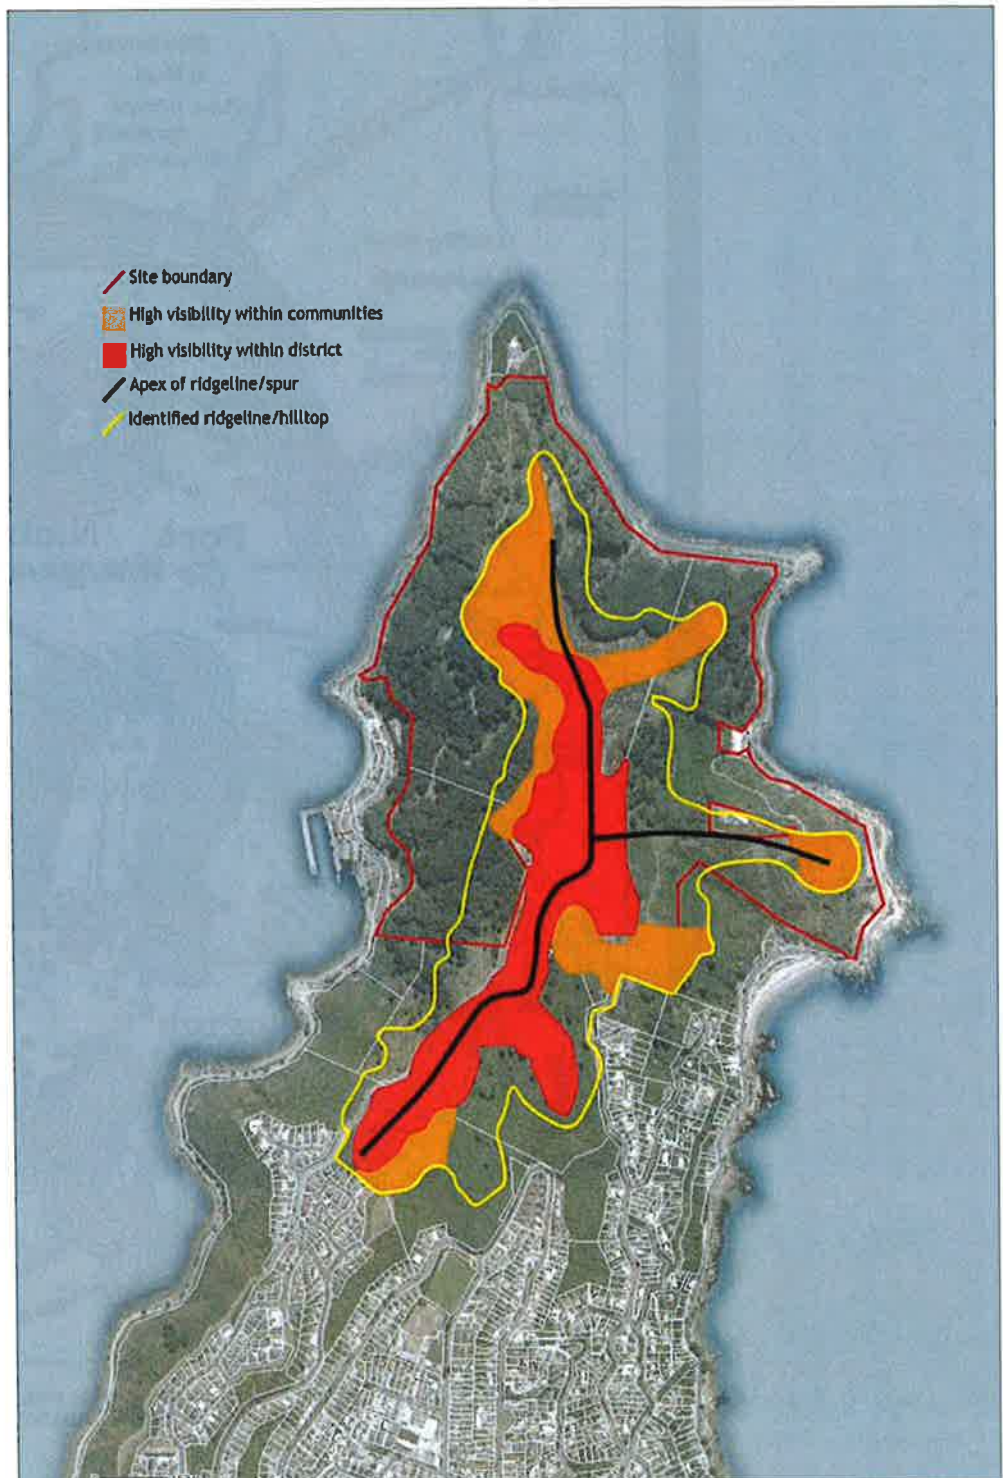 Site boundary
High visibility within communities
High visibility within district
Apex of ridgeline/spur
Identified ridgeline/hilltop